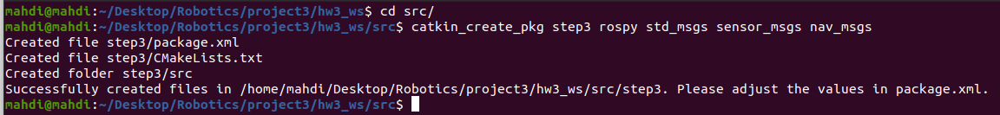 mahdi@mahdi:~/Desktop/Robotics/project3/hw3_ws$ cd src/
mahdi@mahdi:~/Desktop/Robotics/project3/hw3_ws/src$ catkin_create_pkg step3 rospy std_msgs sensor_msgs nav_msgs
Created file step3/package.xml
Created file step3/CMakeLists.txt
Created folder step3/src
Successfully created files in /home/mahdi/Desktop/Robotics/project3/hw3_ws/src/step3. Please adjust the values in package.xml.
mahdi@mahdi:~/Desktop/Robotics/project3/hw3_ws/src$